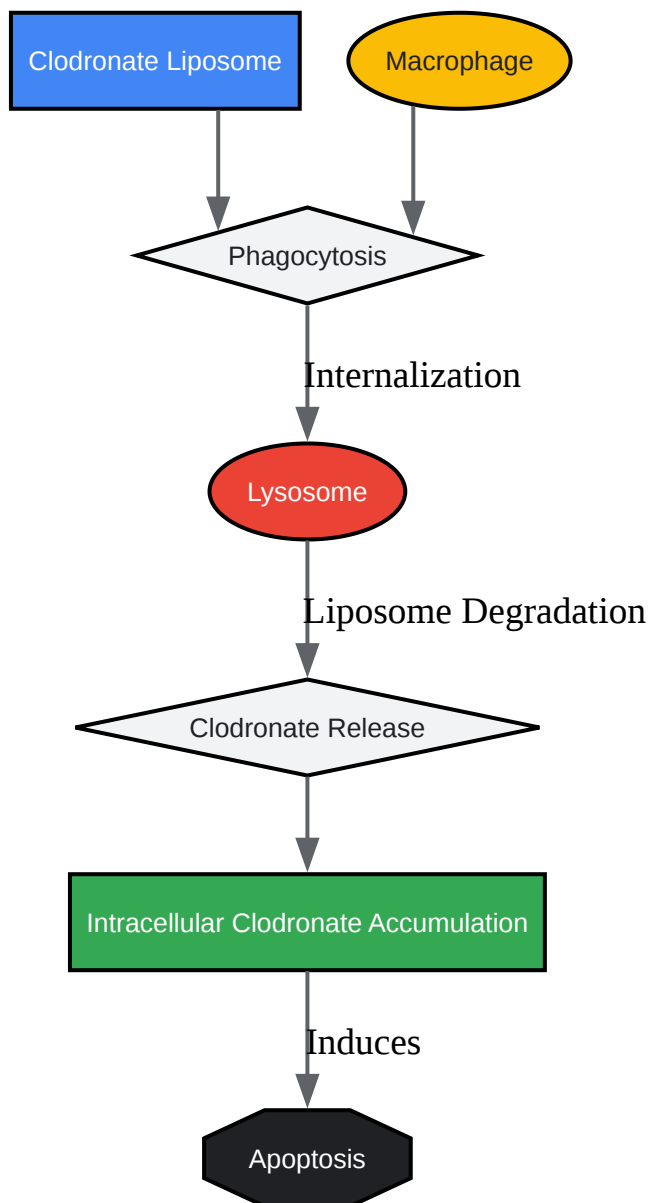 Clodronate Liposome
Macrophage
Phagocytosis
Internalization
Lysosome
Liposome Degradation
Clodronate Release
Intracellular Clodronate Accumulation
Induces
Apoptosis